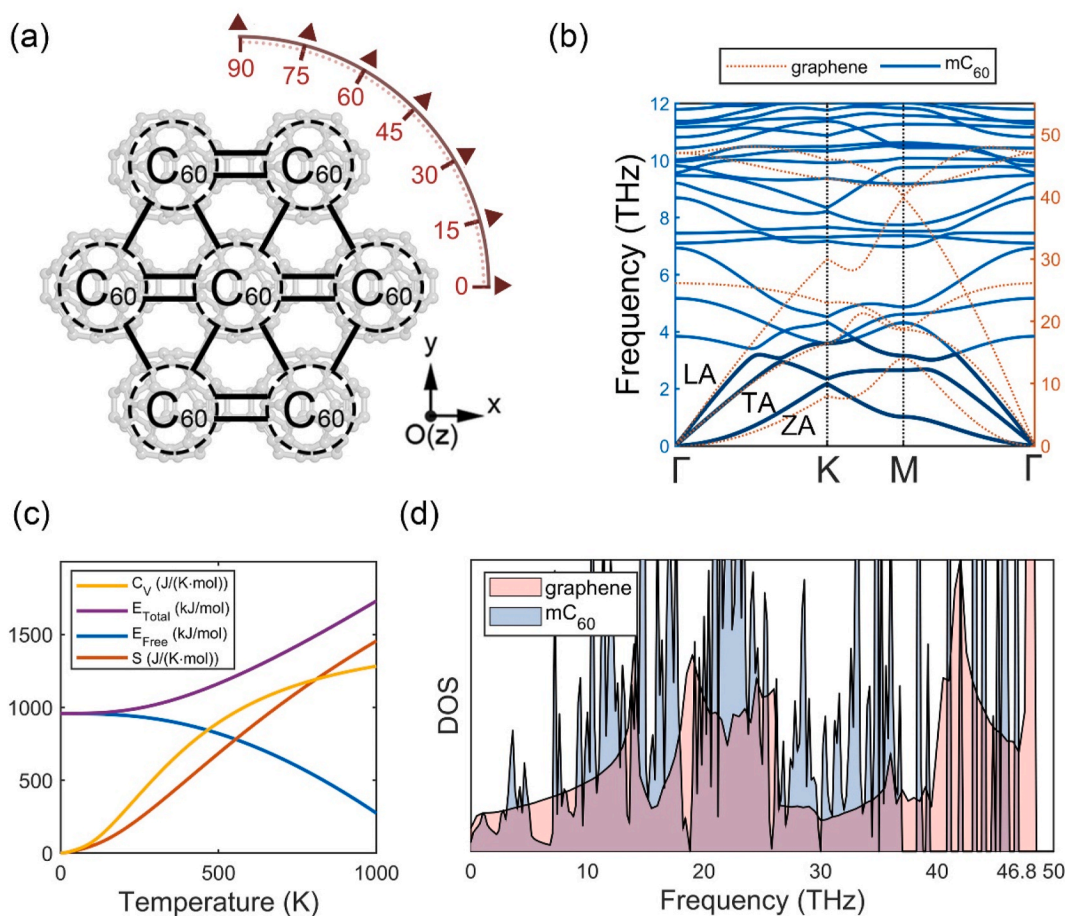 (a)
90
75
60
45
30
15
0
C60 C60
C60 C60 C60
C60 C60
y
x
O(z)
(b)
graphene mC60
Frequency (THz)
12
10
8
6
4
2
0
50
40
30
20
10
0
LA
TA
ZA
Γ K M Γ
(c)
CV (J/(K·mol))
ETotal (kJ/mol)
EFree (kJ/mol)
S (J/(K·mol))
1500
1000
500
0
0 500 1000
Temperature (K)
(d)
graphene
mC60
DOS
0 10 20 30 40 46.8 50
Frequency (THz)